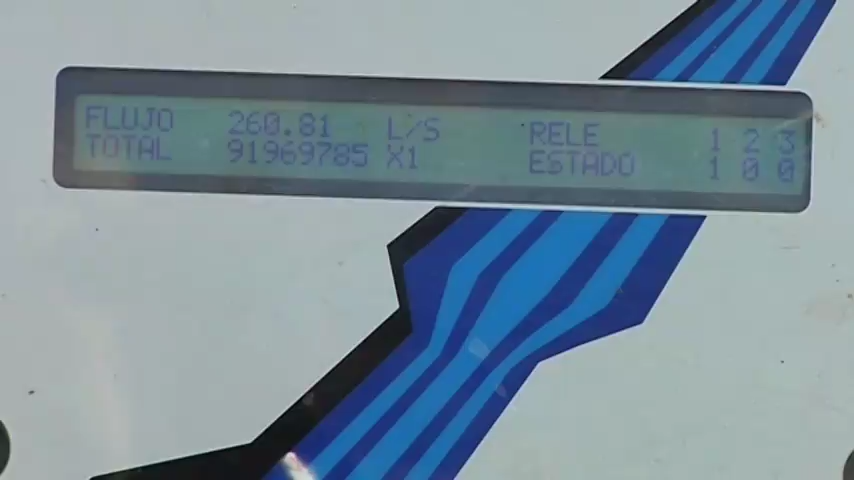 FLUJO 260.81 L/S RELE 1 2 3
TOTAL 91969785 X1 ESTADO 1 0 0